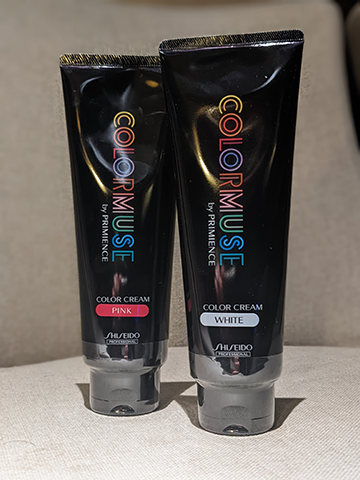 COLORMUSE
by PRIMIENCE
COLOR CREAM
PINK
SHISEIDO
PROFESSIONAL
COLORMUSE
by PRIMIENCE
COLOR CREAM
WHITE
SHISEIDO
PROFESSIONAL